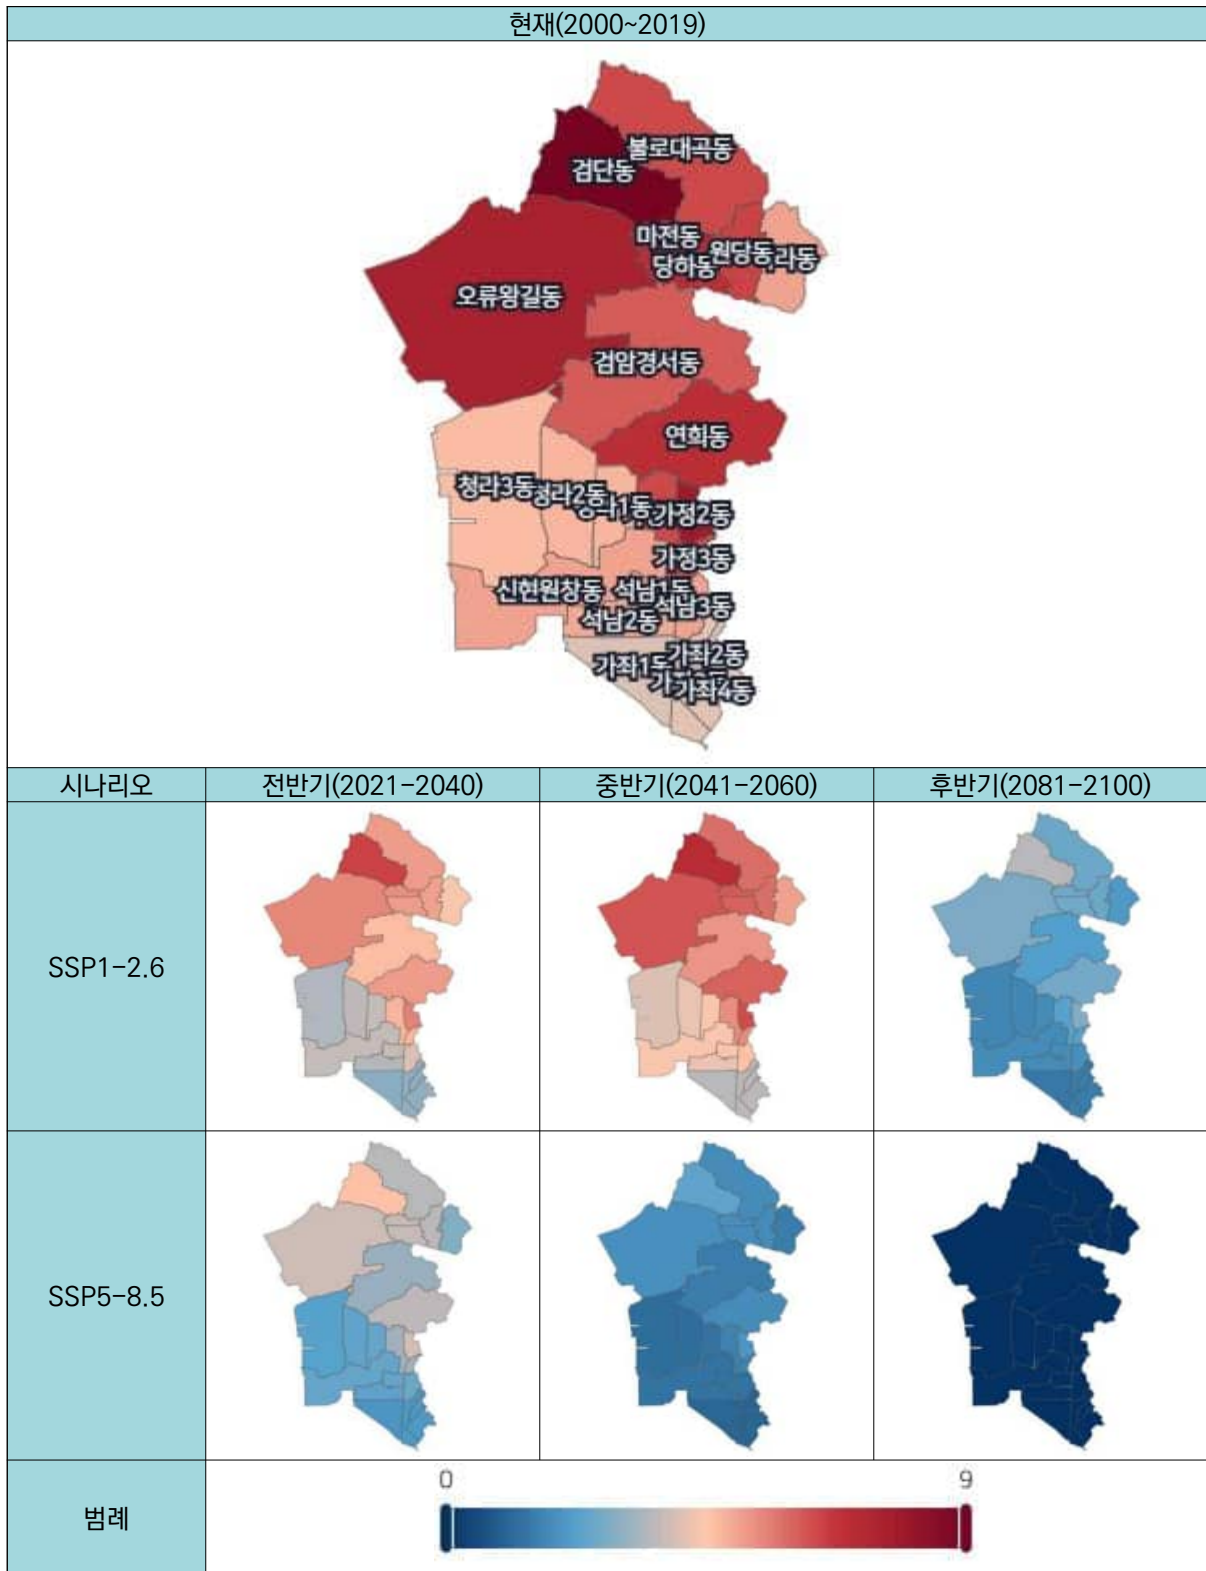 현재(2000~2019)
불로대곡동
검단동
마전동
원당동
당하동
오류왕길동
검암경서동
연희동
청라3동
청라2동
가정2동
가정3동
신현원창동
석남1동
석남3동
석남2동
가좌2동
가좌1동
가좌4동
시나리오
전반기(2021-2040)
중반기(2041-2060)
후반기(2081-2100)
SSP1-2.6
SSP5-8.5
범례
0
9